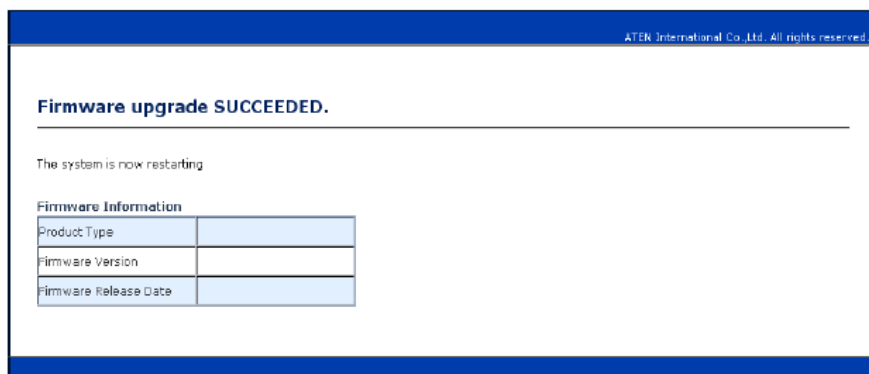 ATEN International Co.,Ltd. All rights reserved.
Firmware upgrade SUCCEEDED.
The system is now restarting
Firmware Information
Product Type
Firmware Version
Firmware Release Date